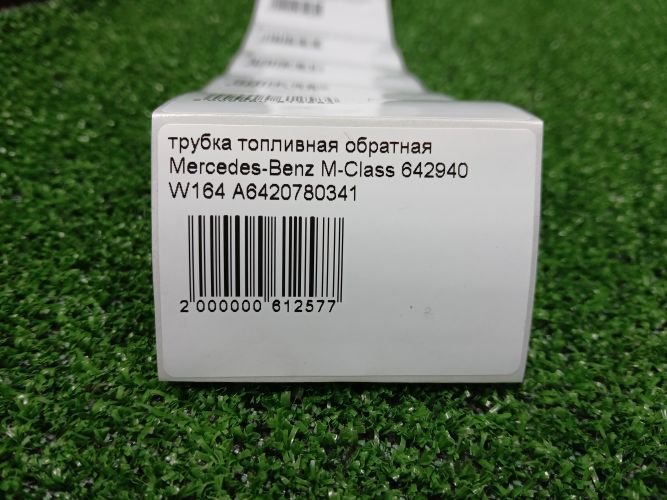 трубка топливная обратная
Mercedes-Benz M-Class 642940
W164 A6420780341
2 000000 612577